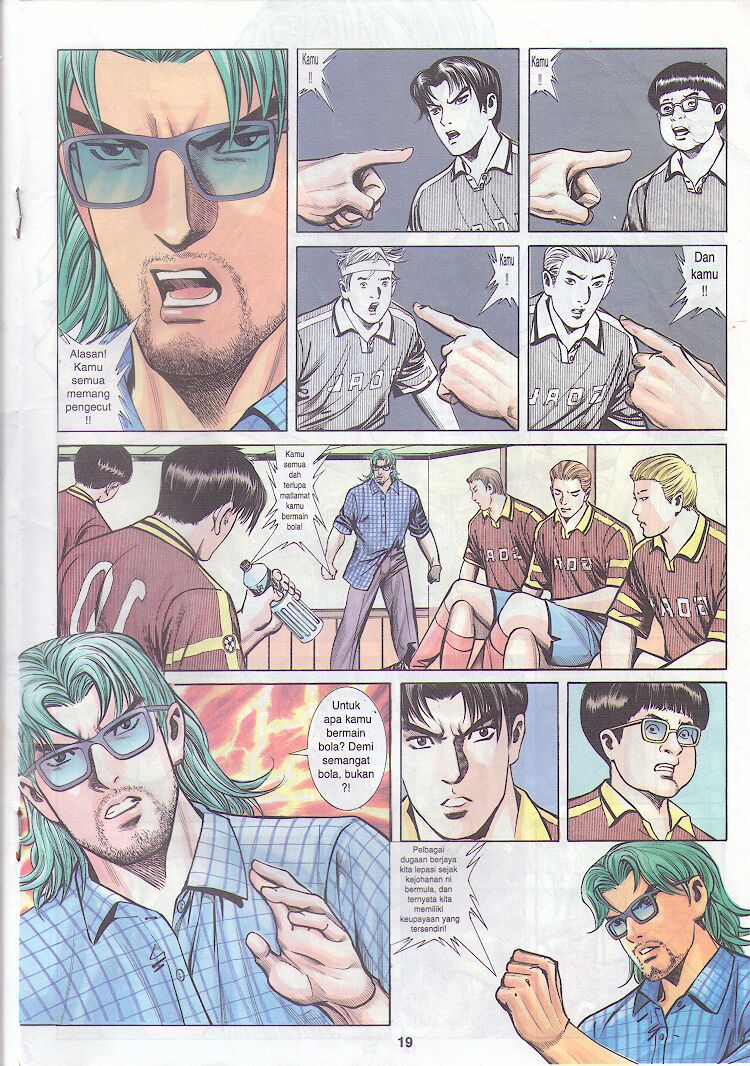 Alasan!
Kamu
semua
memang
pengecut
!!
Kamu
!!
Kamu
!!
Kamu
!!
Dan
kamu
!!
Kamu
semua
dah
terlupa
matlamat
kamu
bermain
bola!
Untuk
apa kamu
bermain
bola? Demi
semangat
bola, bukan
?!
Pelbagai
dugaan berjaya
kita lepasi sejak
kejohanan ni
bermula, dan
ternyata kita
memiliki
keupayaan yang
tersendiri!
19